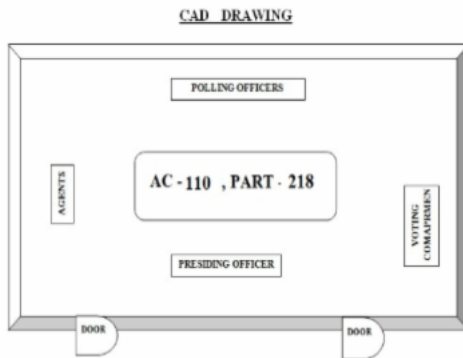 CAD DRAWING
POLLING OFFICERS
AC - 110 , PART - 218
AGENTS
VOTING
COMAPRMEN
PRESIDING OFFICER
DOOR
DOOR